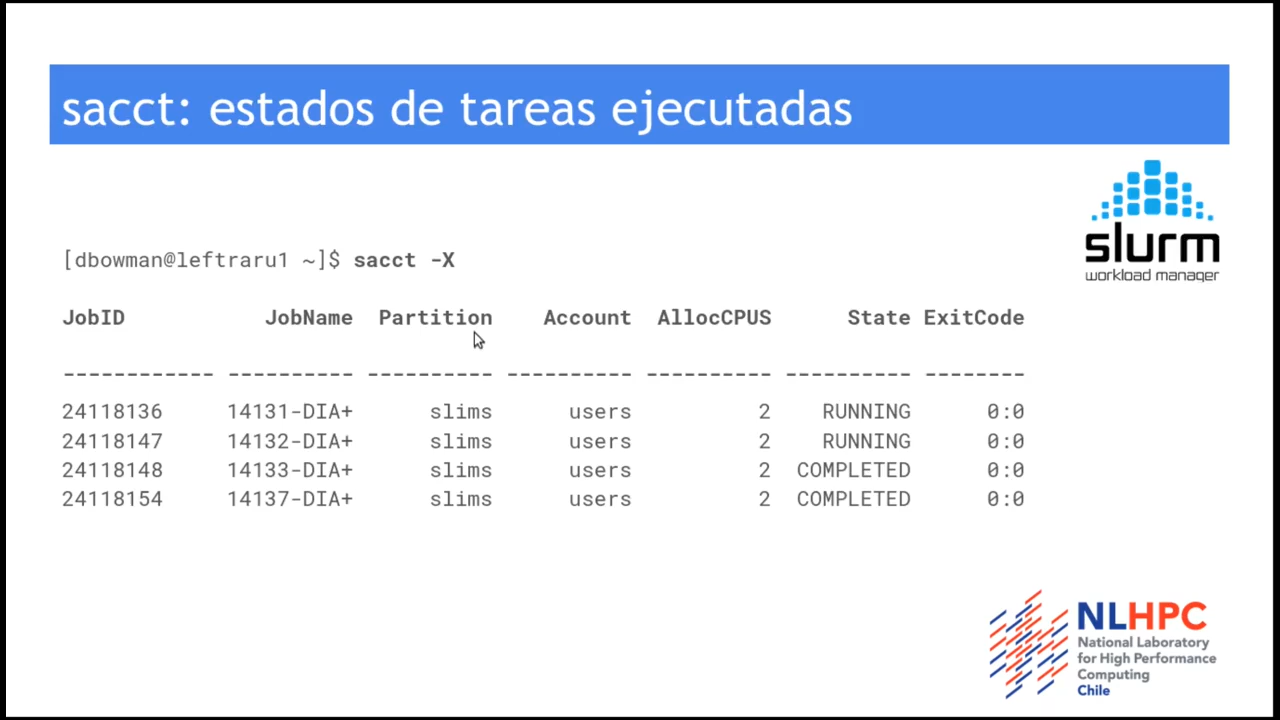 sacct: estados de tareas ejecutadas
slurm
workload manager
[dbowman@leftraru1 ~]$ sacct -X
JobID JobName Partition Account AllocCPUS State ExitCode
------------ ---------- ---------- ---------- ---------- ---------- --------
24118136 14131-DIA+ slims users 2 RUNNING 0:0
24118147 14132-DIA+ slims users 2 RUNNING 0:0
24118148 14133-DIA+ slims users 2 COMPLETED 0:0
24118154 14137-DIA+ slims users 2 COMPLETED 0:0
NLHPC
National Laboratory
for High Performance
Computing
Chile